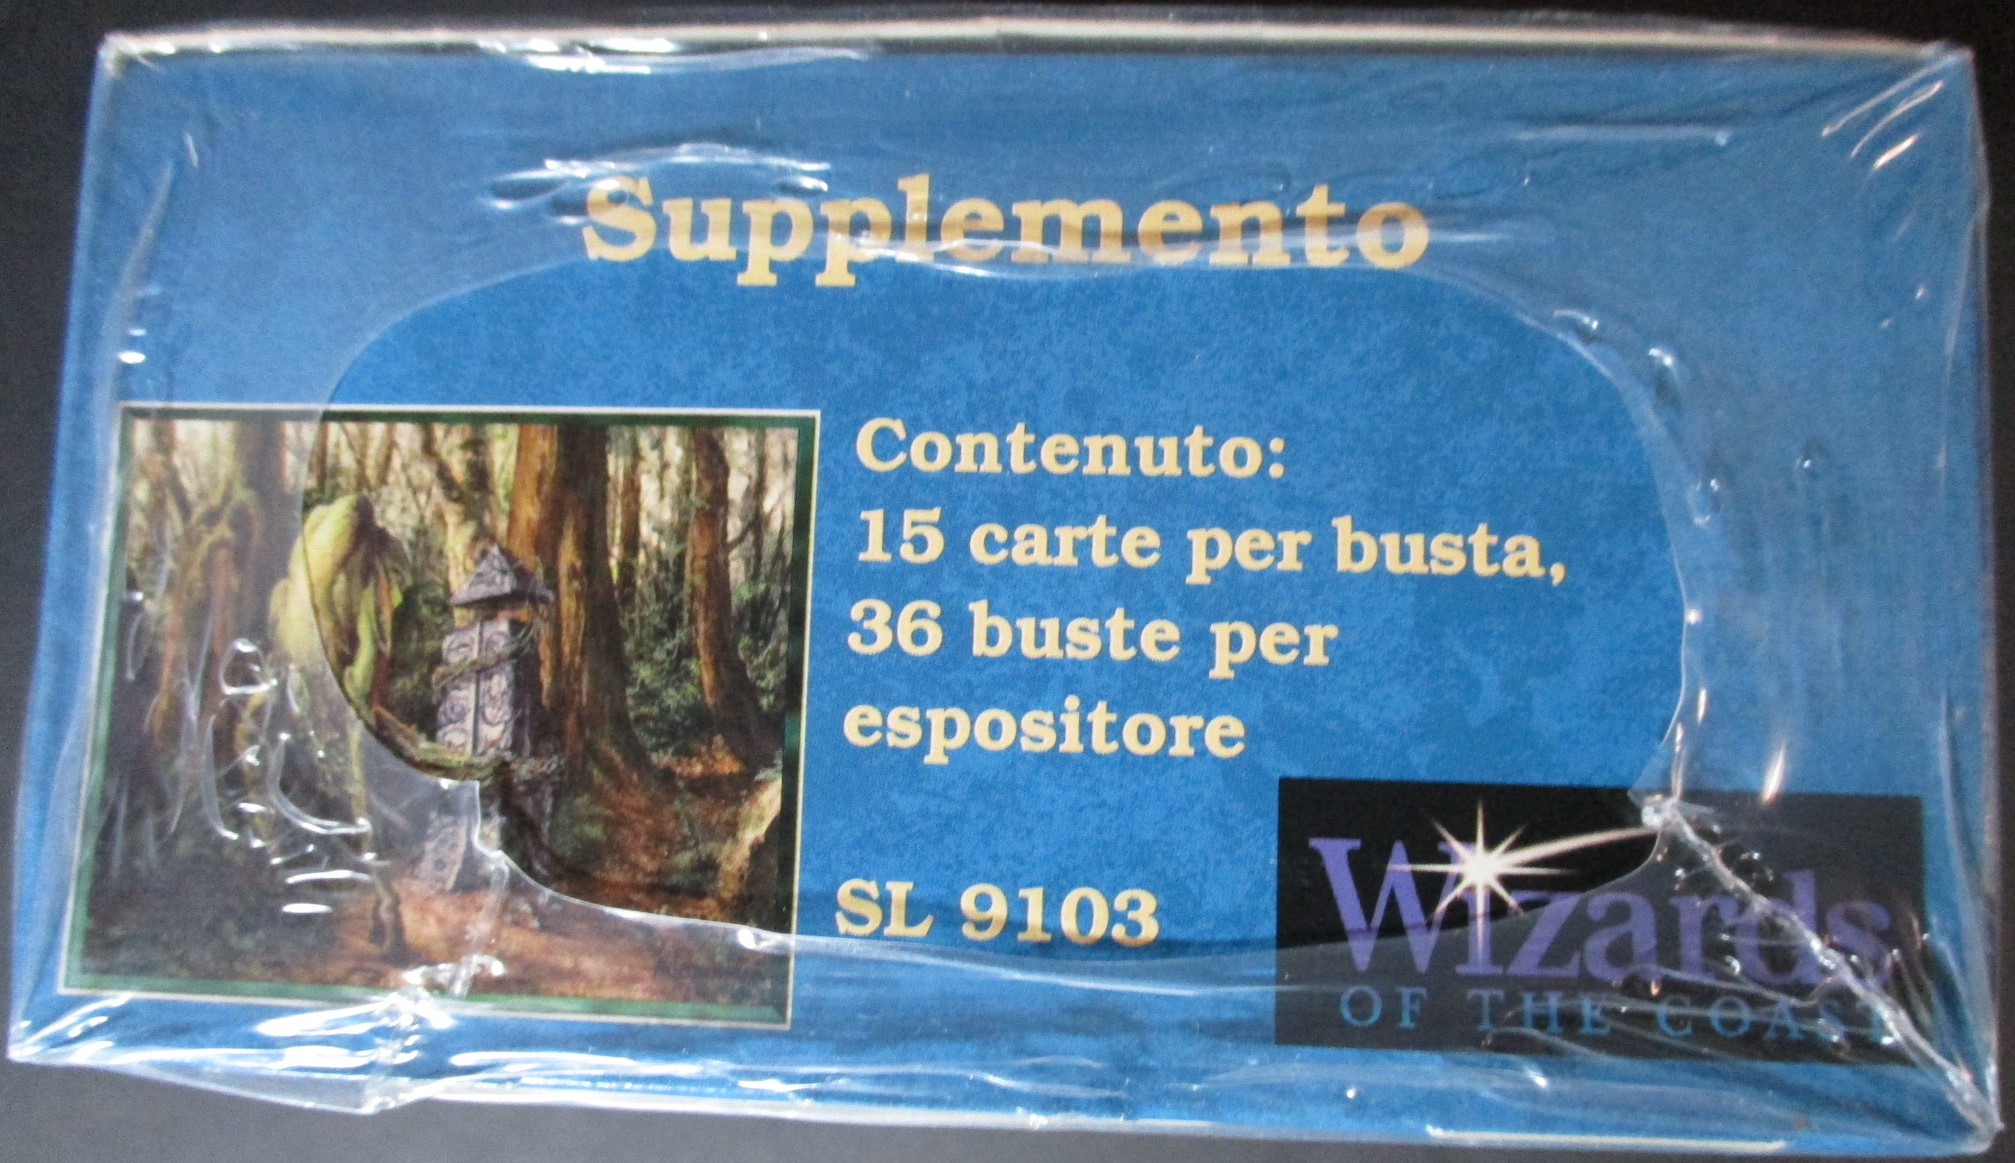 Supplemento
Contenuto:
15 carte per busta,
36 buste per
espositore
SL 9103
Wizards
OF THE COAST